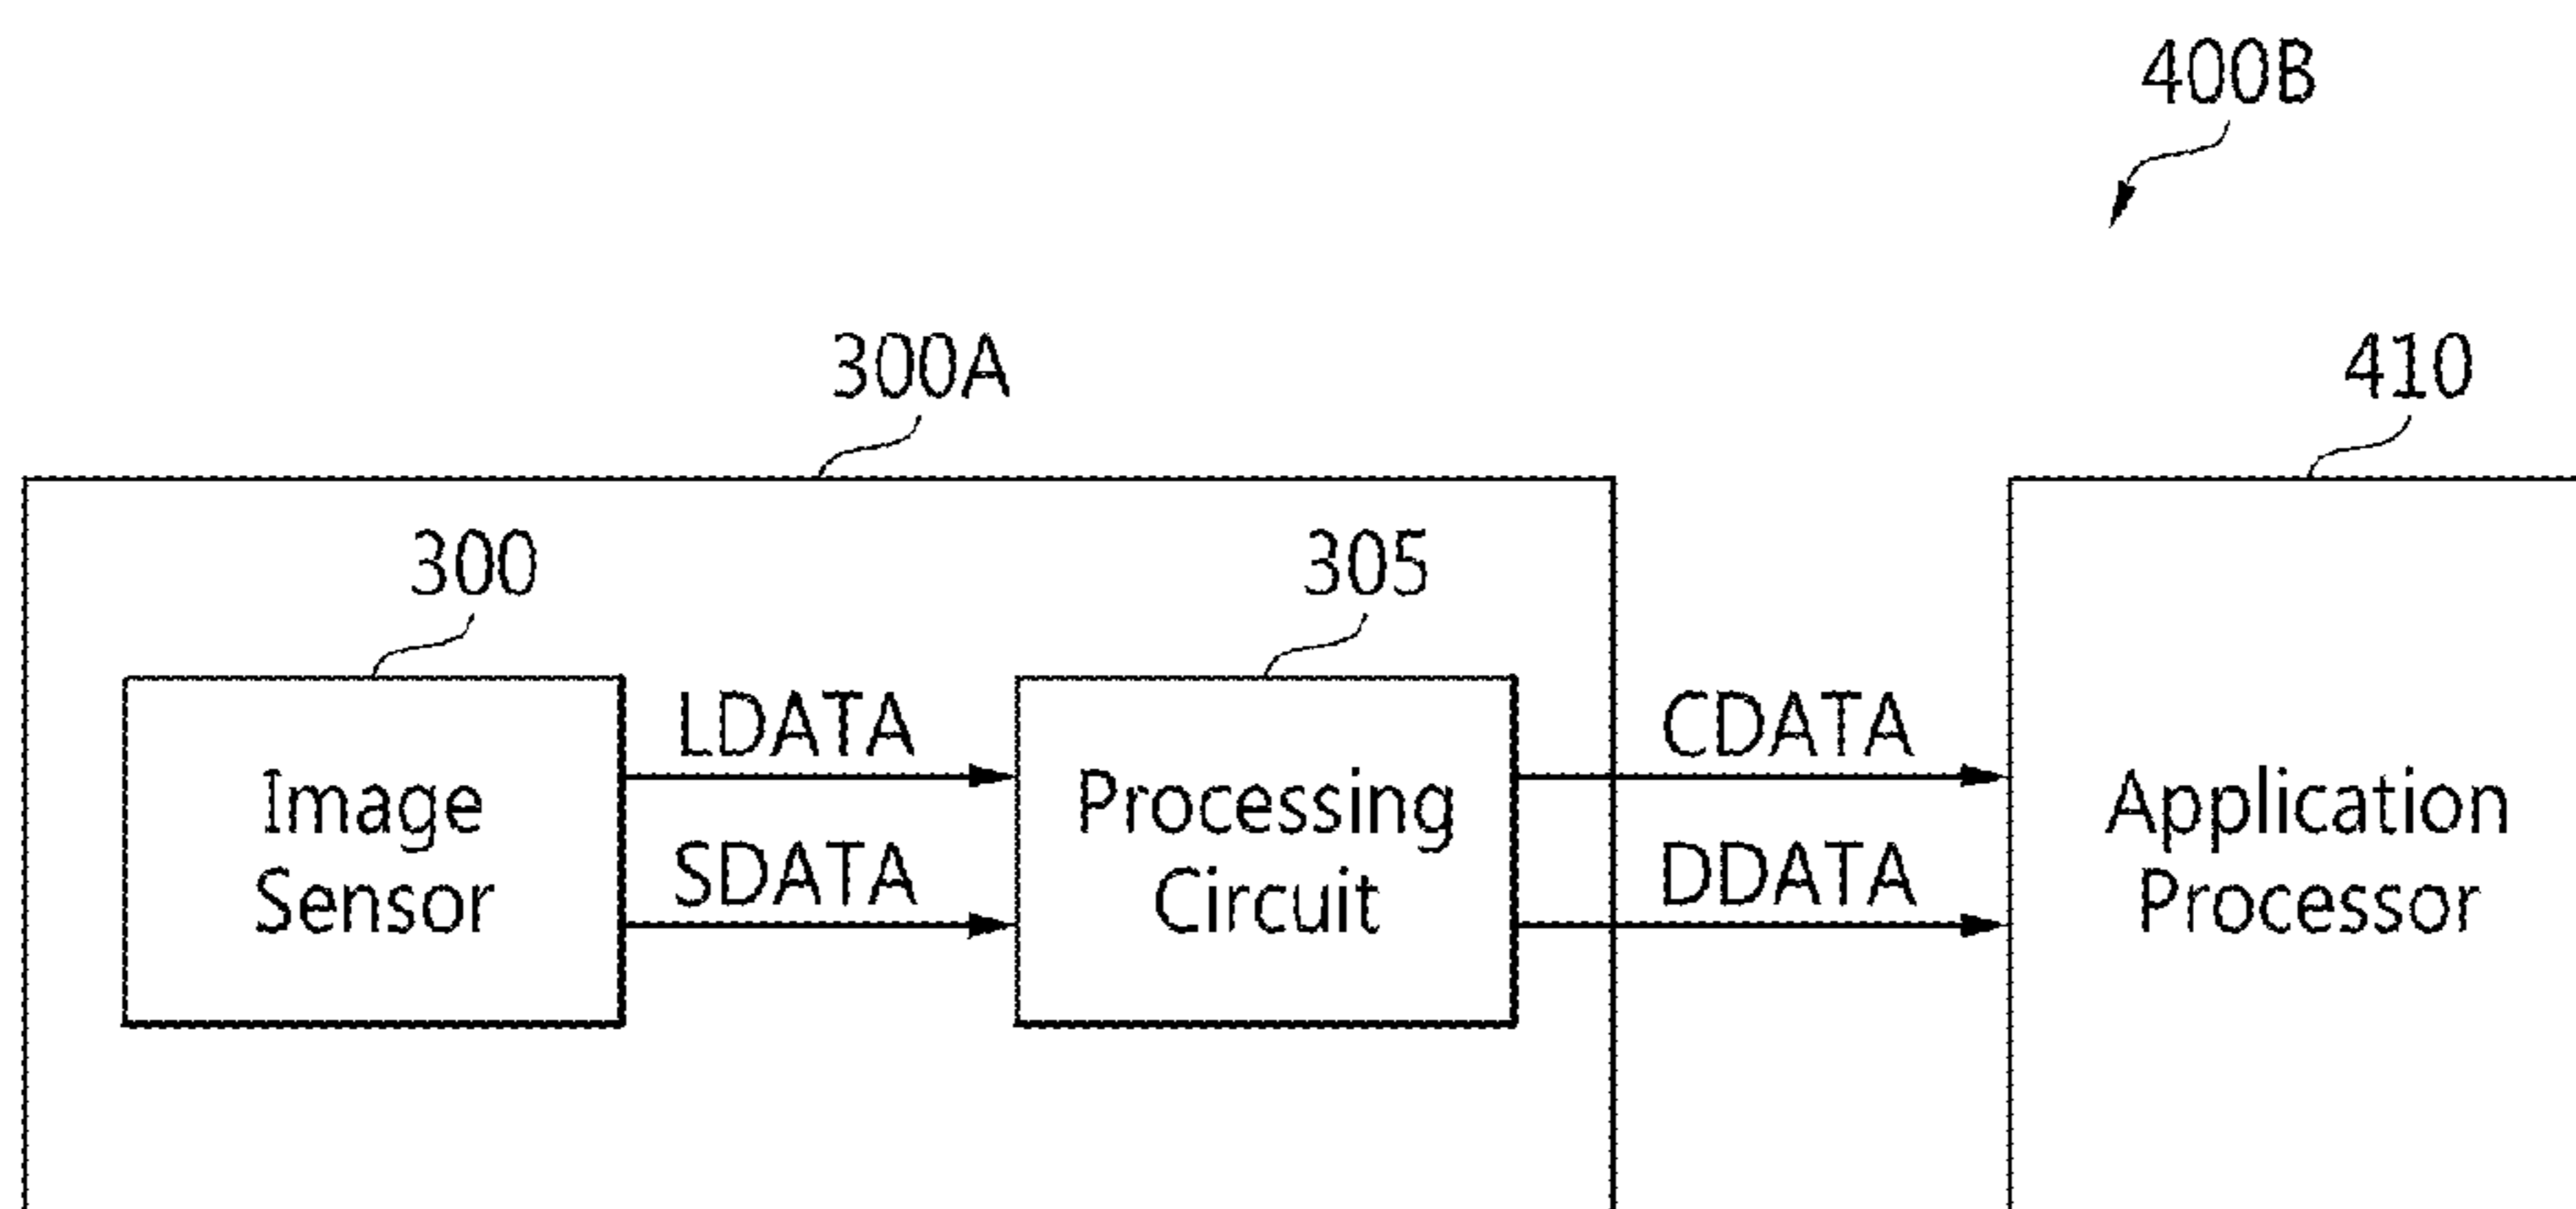 400B
300A
410
300
305
LDATA
CDATA
Image
Sensor
Processing
Circuit
Application
Processor
SDATA
DDATA